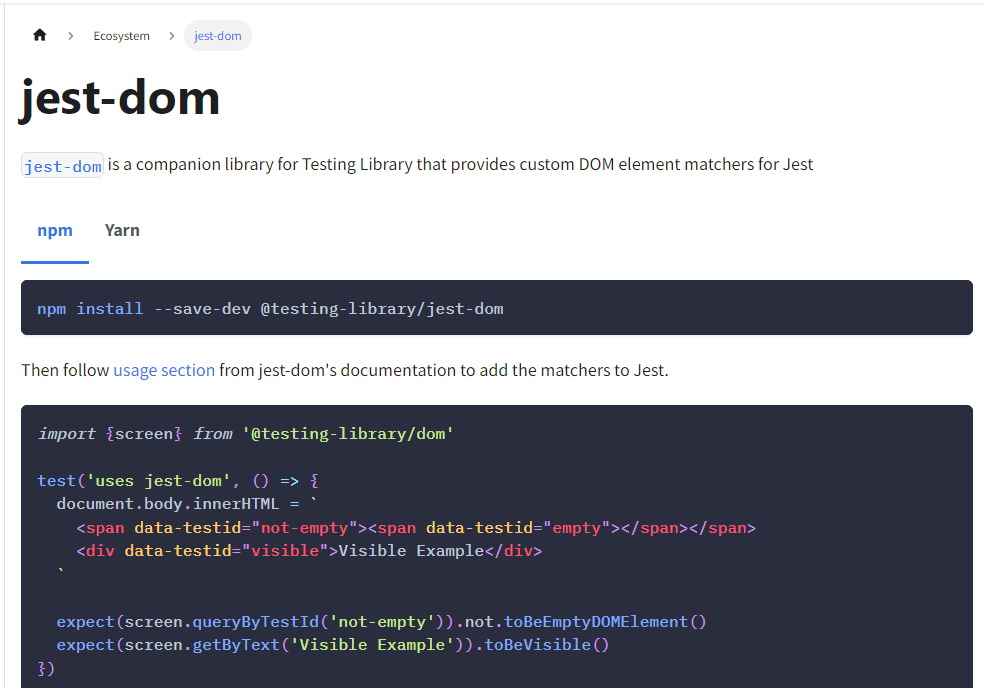 Ecosystem > jest-dom
jest-dom
jest-dom is a companion library for Testing Library that provides custom DOM element matchers for Jest
npm Yarn
npm install --save-dev @testing-library/jest-dom
Then follow usage section from jest-dom's documentation to add the matchers to Jest.
import {screen} from '@testing-library/dom'
test('uses jest-dom', () => {
  document.body.innerHTML = `
    <span data-testid="not-empty"><span data-testid="empty"></span></span>
    <div data-testid="visible">Visible Example</div>
  `
  expect(screen.queryByTestId('not-empty')).not.toBeEmptyDOMElement()
  expect(screen.getByText('Visible Example')).toBeVisible()
})